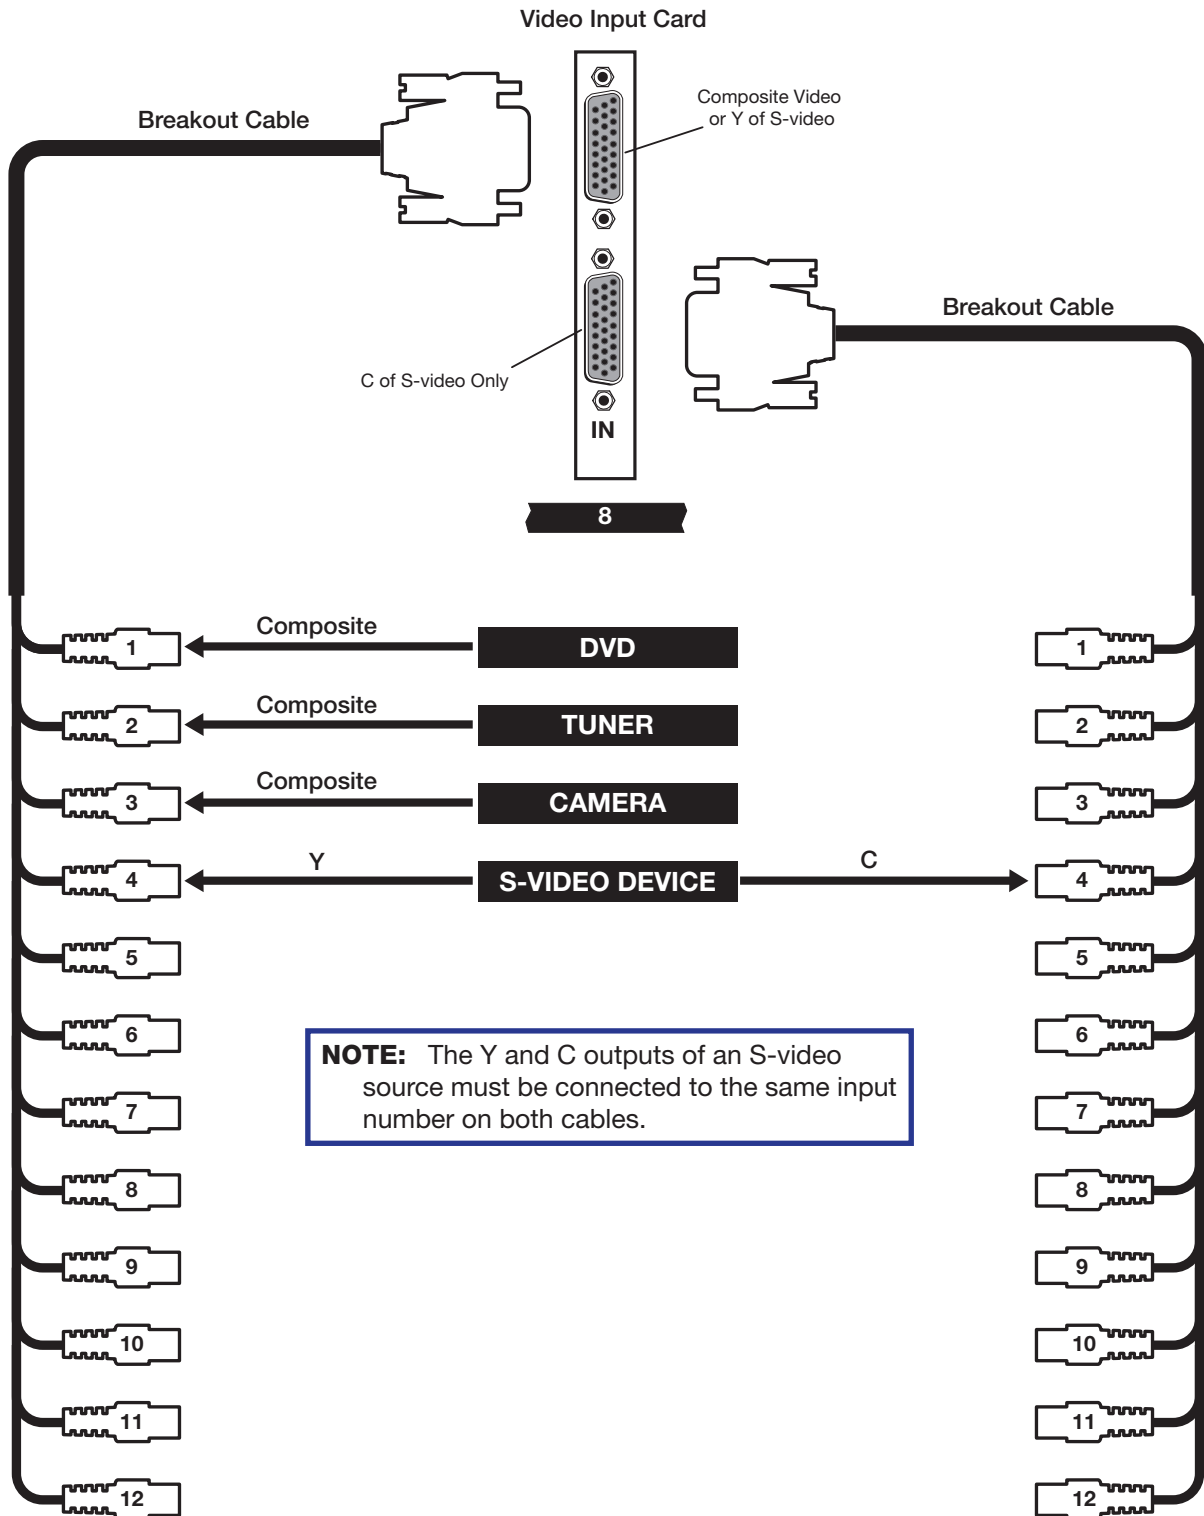 Video Input Card
Composite Video
or Y of S-video
Breakout Cable
Breakout Cable
C of S-video Only
IN
8
1
Composite
DVD
1
2
Composite
TUNER
2
3
Composite
CAMERA
3
4
Y
S-VIDEO DEVICE
C
4
5
5
6
6
NOTE: The Y and C outputs of an S-video
source must be connected to the same input
number on both cables.
7
7
8
8
9
9
10
10
11
11
12
12